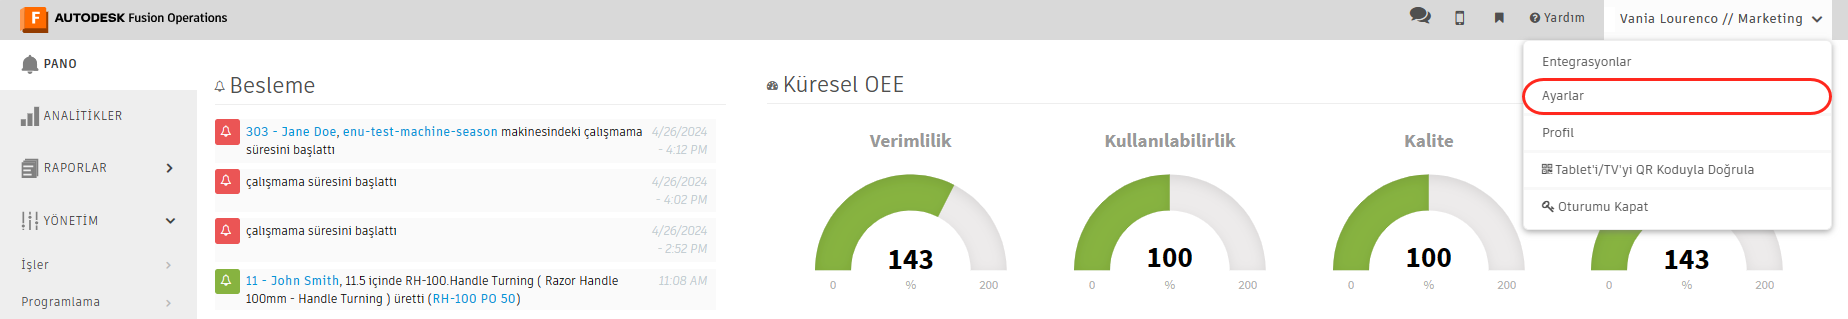 AUTODESK Fusion Operations
Yardım
Vania Lourenco // Marketing
Entegrasyonlar
Ayarlar
Profil
Tablet'i/TV'yi QR Koduyla Doğrula
Oturumu Kapat
PANO
ANALİTİKLER
RAPORLAR
YÖNETİM
İşler
Programlama
Besleme
303 - Jane Doe, enu-test-machine-season makinesindeki çalışmama
süresini başlattı
4/26/2024
- 4:12 PM
çalışmama süresini başlattı
4/26/2024
- 4:02 PM
çalışmama süresini başlattı
4/26/2024
- 2:52 PM
11 - John Smith, 11.5 içinde RH-100.Handle Turning ( Razor Handle
100mm - Handle Turning ) üretti (RH-100 PO 50)
11:08 AM
Küresel OEE
Verimlilik
143
0 % 200
Kullanılabilirlik
100
0 % 200
Kalite
100
0 % 200
143
0 % 200